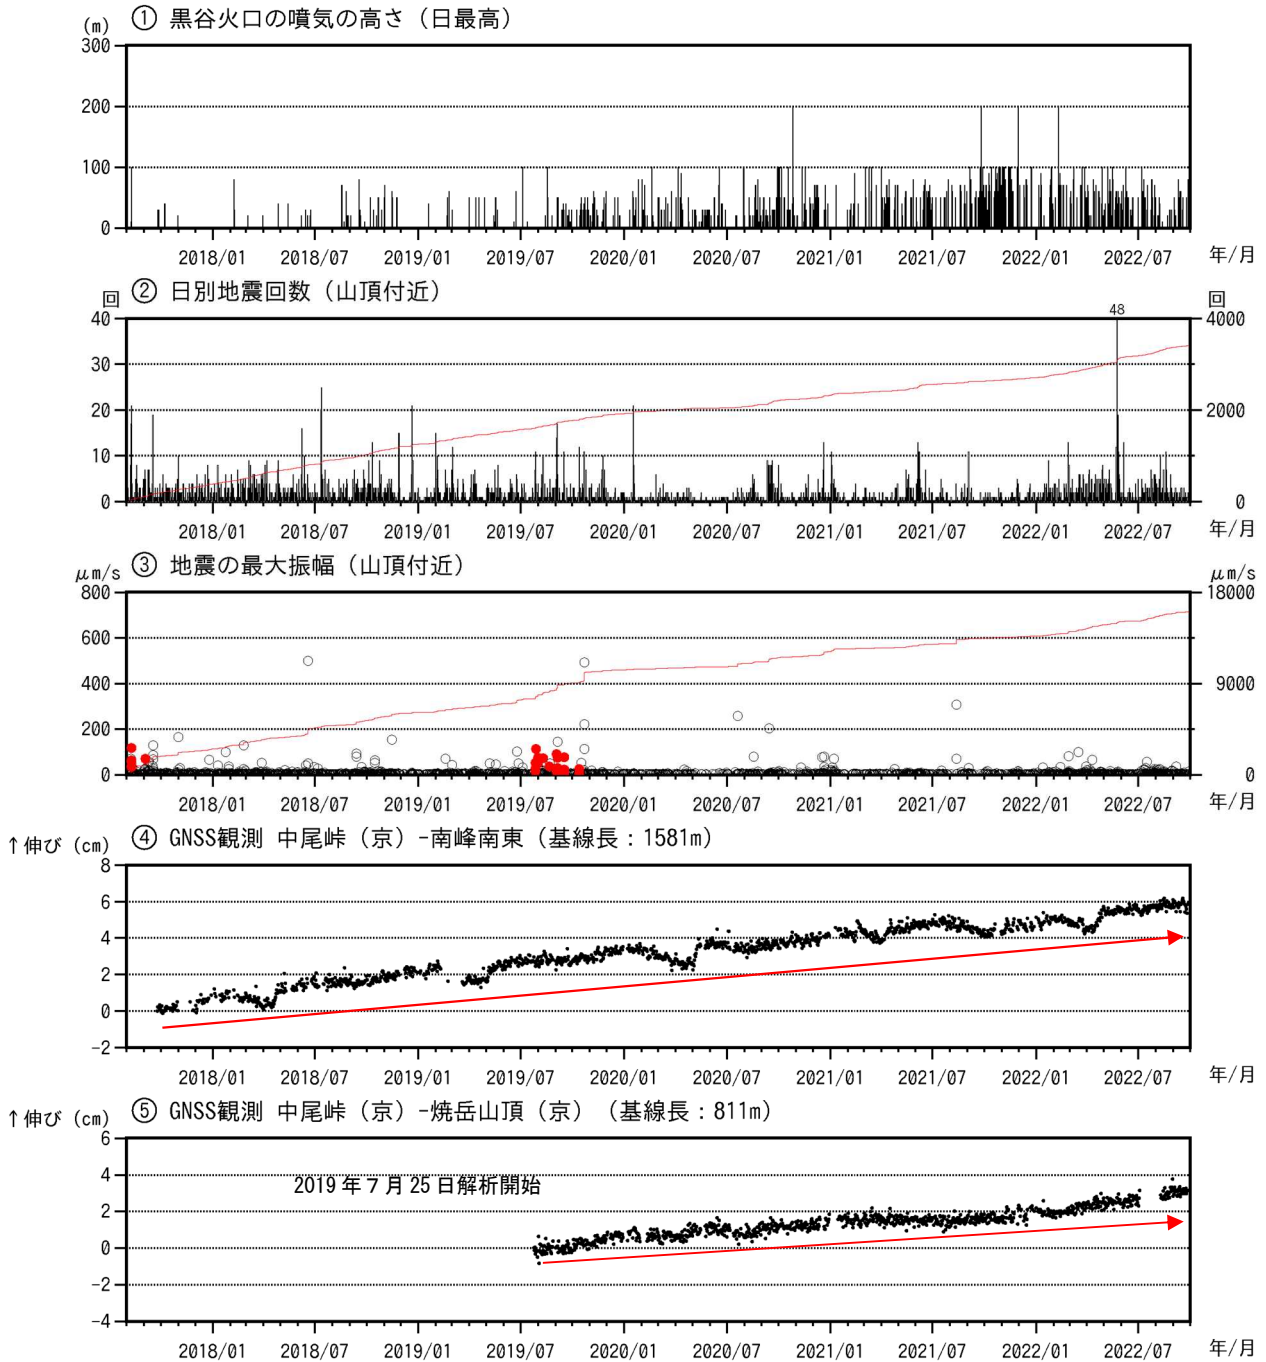 ① 黒谷火口の噴気の高さ（日最高）
(m)
300
200
100
0
2018/01 2018/07 2019/01 2019/07 2020/01 2020/07 2021/01 2021/07 2022/01 2022/07 年/月
② 日別地震回数（山頂付近）
回 回
48
40 4000
30
20 2000
10
0 0
2018/01 2018/07 2019/01 2019/07 2020/01 2020/07 2021/01 2021/07 2022/01 2022/07 年/月
③ 地震の最大振幅（山頂付近）
μm/s μm/s
800 18000
600
400 9000
200
0 0
2018/01 2018/07 2019/01 2019/07 2020/01 2020/07 2021/01 2021/07 2022/01 2022/07 年/月
↑伸び (cm) ④ GNSS観測 中尾峠（京）-南峰南東（基線長：1581m）
8
6
4
2
0
-2
2018/01 2018/07 2019/01 2019/07 2020/01 2020/07 2021/01 2021/07 2022/01 2022/07 年/月
↑伸び (cm) ⑤ GNSS観測 中尾峠（京）-焼岳山頂（京）（基線長：811m）
6
4
2019年7月25日解析開始
2
0
-2
-4
2018/01 2018/07 2019/01 2019/07 2020/01 2020/07 2021/01 2021/07 2022/01 2022/07 年/月